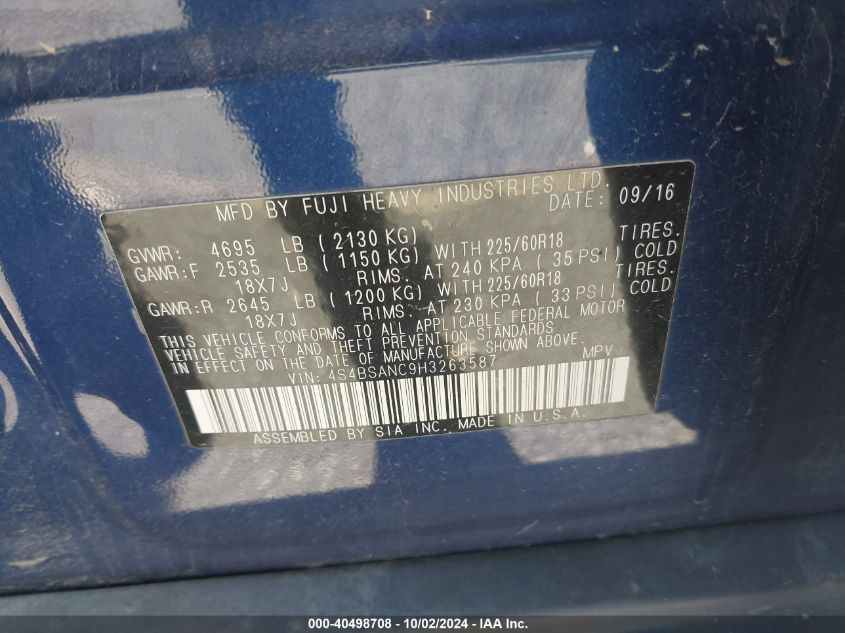 MFD BY FUJI HEAVY INDUSTRIES LTD.
DATE: 09/16
GVWR: 4695 LB ( 2130 KG)
GAWR:F 2535 LB ( 1150 KG) WITH 225/60R18 TIRES.
18X7J RIMS. AT 240 KPA ( 35 PSI) COLD
GAWR:R 2645 LB ( 1200 KG) WITH 225/60R18 TIRES.
18X7J RIMS. AT 230 KPA ( 33 PSI) COLD
THIS VEHICLE CONFORMS TO ALL APPLICABLE FEDERAL MOTOR
VEHICLE SAFETY AND THEFT PREVENTION STANDARDS
IN EFFECT ON THE DATE OF MANUFACTURE SHOWN ABOVE.
VIN: 4S4BSANC9H3263587 MPV
ASSEMBLED BY SIA INC. MADE IN U.S.A.
000-40498708 - 10/02/2024 - IAA Inc.